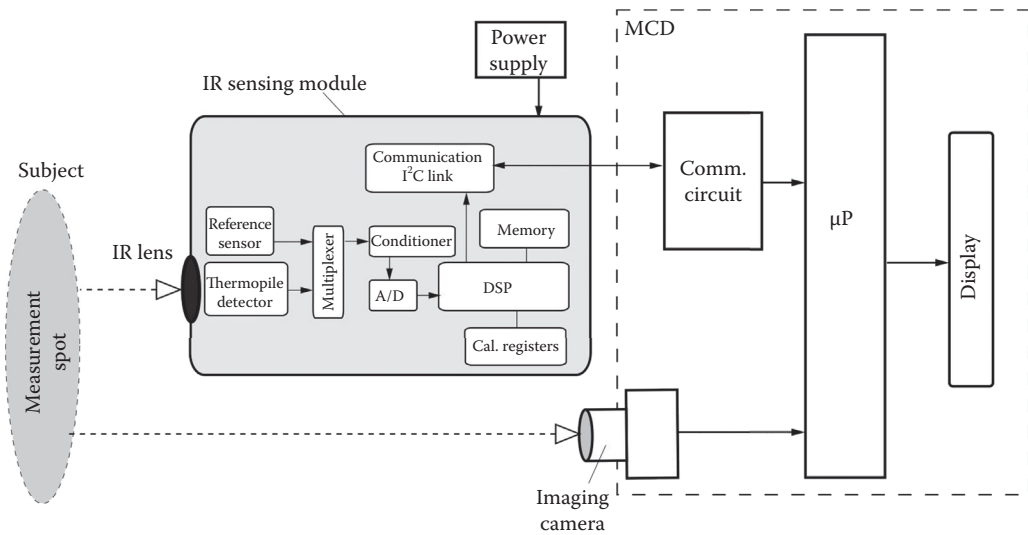 MCD
Power
supply
IR sensing module
Subject
Communication
I²C link
Comm.
circuit
µP
Display
Reference
sensor
IR lens
Thermopile
detector
Multiplexer
Conditioner
A/D
Memory
DSP
Cal. registers
Measurement
spot
Imaging
camera